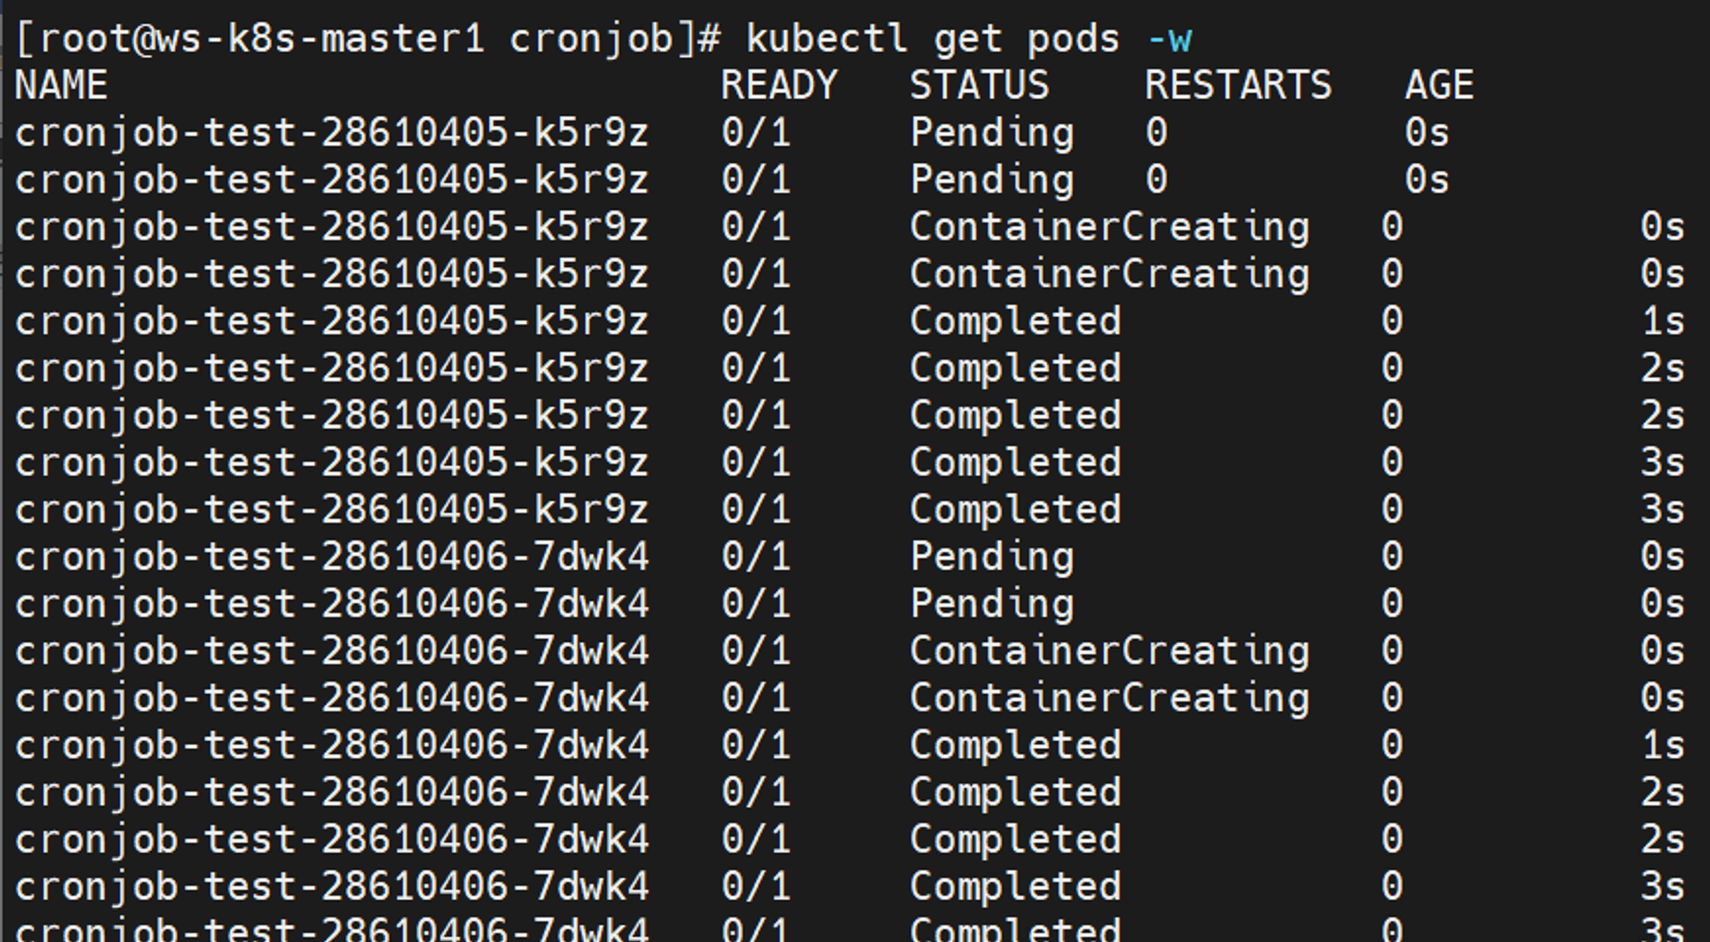 [root@ws-k8s-master1 cronjob]# kubectl get pods -w
NAME                          READY   STATUS    RESTARTS   AGE
cronjob-test-28610405-k5r9z   0/1     Pending   0          0s
cronjob-test-28610405-k5r9z   0/1     Pending   0          0s
cronjob-test-28610405-k5r9z   0/1     ContainerCreating   0          0s
cronjob-test-28610405-k5r9z   0/1     ContainerCreating   0          0s
cronjob-test-28610405-k5r9z   0/1     Completed           0          1s
cronjob-test-28610405-k5r9z   0/1     Completed           0          2s
cronjob-test-28610405-k5r9z   0/1     Completed           0          2s
cronjob-test-28610405-k5r9z   0/1     Completed           0          3s
cronjob-test-28610405-k5r9z   0/1     Completed           0          3s
cronjob-test-28610406-7dwk4   0/1     Pending             0          0s
cronjob-test-28610406-7dwk4   0/1     Pending             0          0s
cronjob-test-28610406-7dwk4   0/1     ContainerCreating   0          0s
cronjob-test-28610406-7dwk4   0/1     ContainerCreating   0          0s
cronjob-test-28610406-7dwk4   0/1     Completed           0          1s
cronjob-test-28610406-7dwk4   0/1     Completed           0          2s
cronjob-test-28610406-7dwk4   0/1     Completed           0          2s
cronjob-test-28610406-7dwk4   0/1     Completed           0          3s
cronjob-test-28610406-7dwk4   0/1     Completed           0          3s